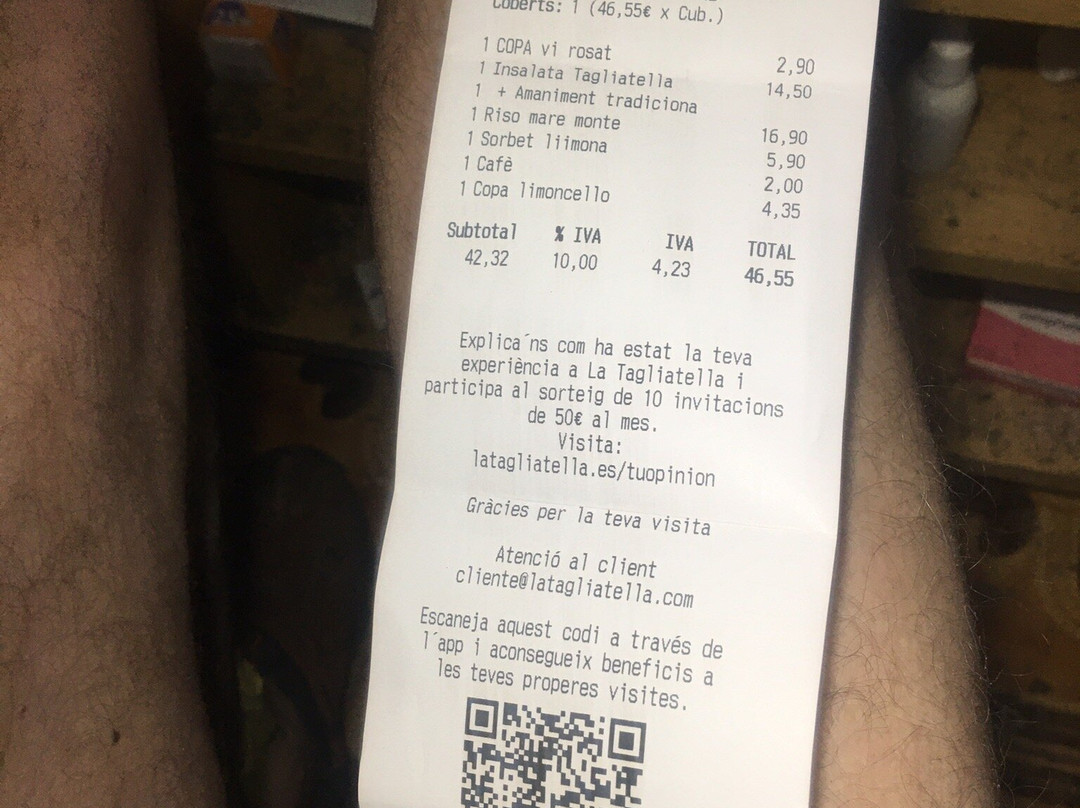 Coberts: 1 (46,55€ x Cub.)
1 COPA vi rosat 2,90
1 Insalata Tagliatella 14,50
1 + Amaniment tradiciona
1 Riso mare monte 16,90
1 Sorbet liimona 5,90
1 Cafè 2,00
1 Copa limoncello 4,35
Subtotal % IVA IVA TOTAL
42,32 10,00 4,23 46,55
Explica´ns com ha estat la teva
experiència a La Tagliatella i
participa al sorteig de 10 invitacions
de 50€ al mes.
Visita:
latagliatella.es/tuopinion
Gràcies per la teva visita
Atenció al client
cliente@latagliatella.com
Escaneja aquest codi a través de
l´app i aconsegueix beneficis a
les teves properes visites.